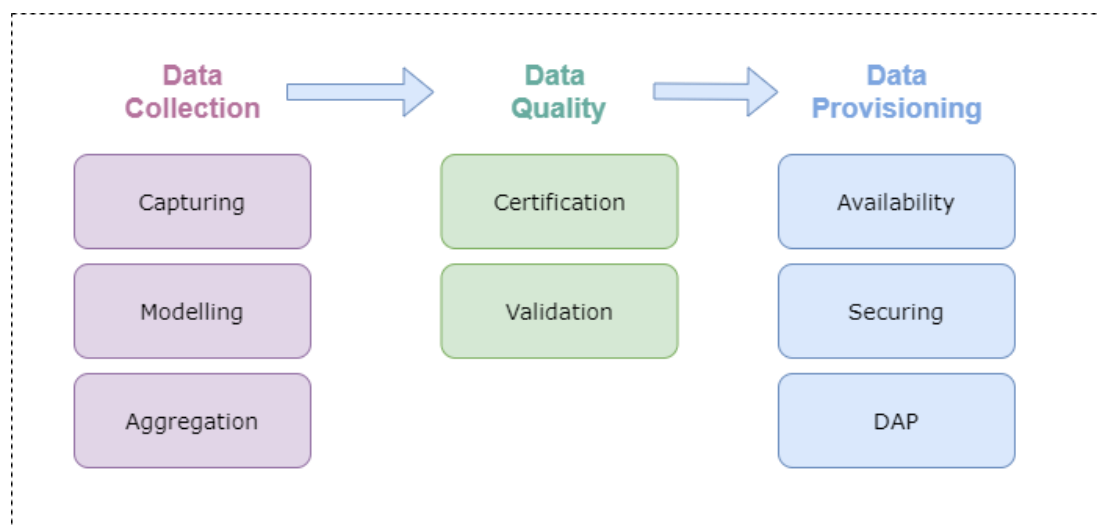 Data
Collection
Data
Quality
Data
Provisioning
Capturing
Certification
Availability
Modelling
Validation
Securing
Aggregation
DAP